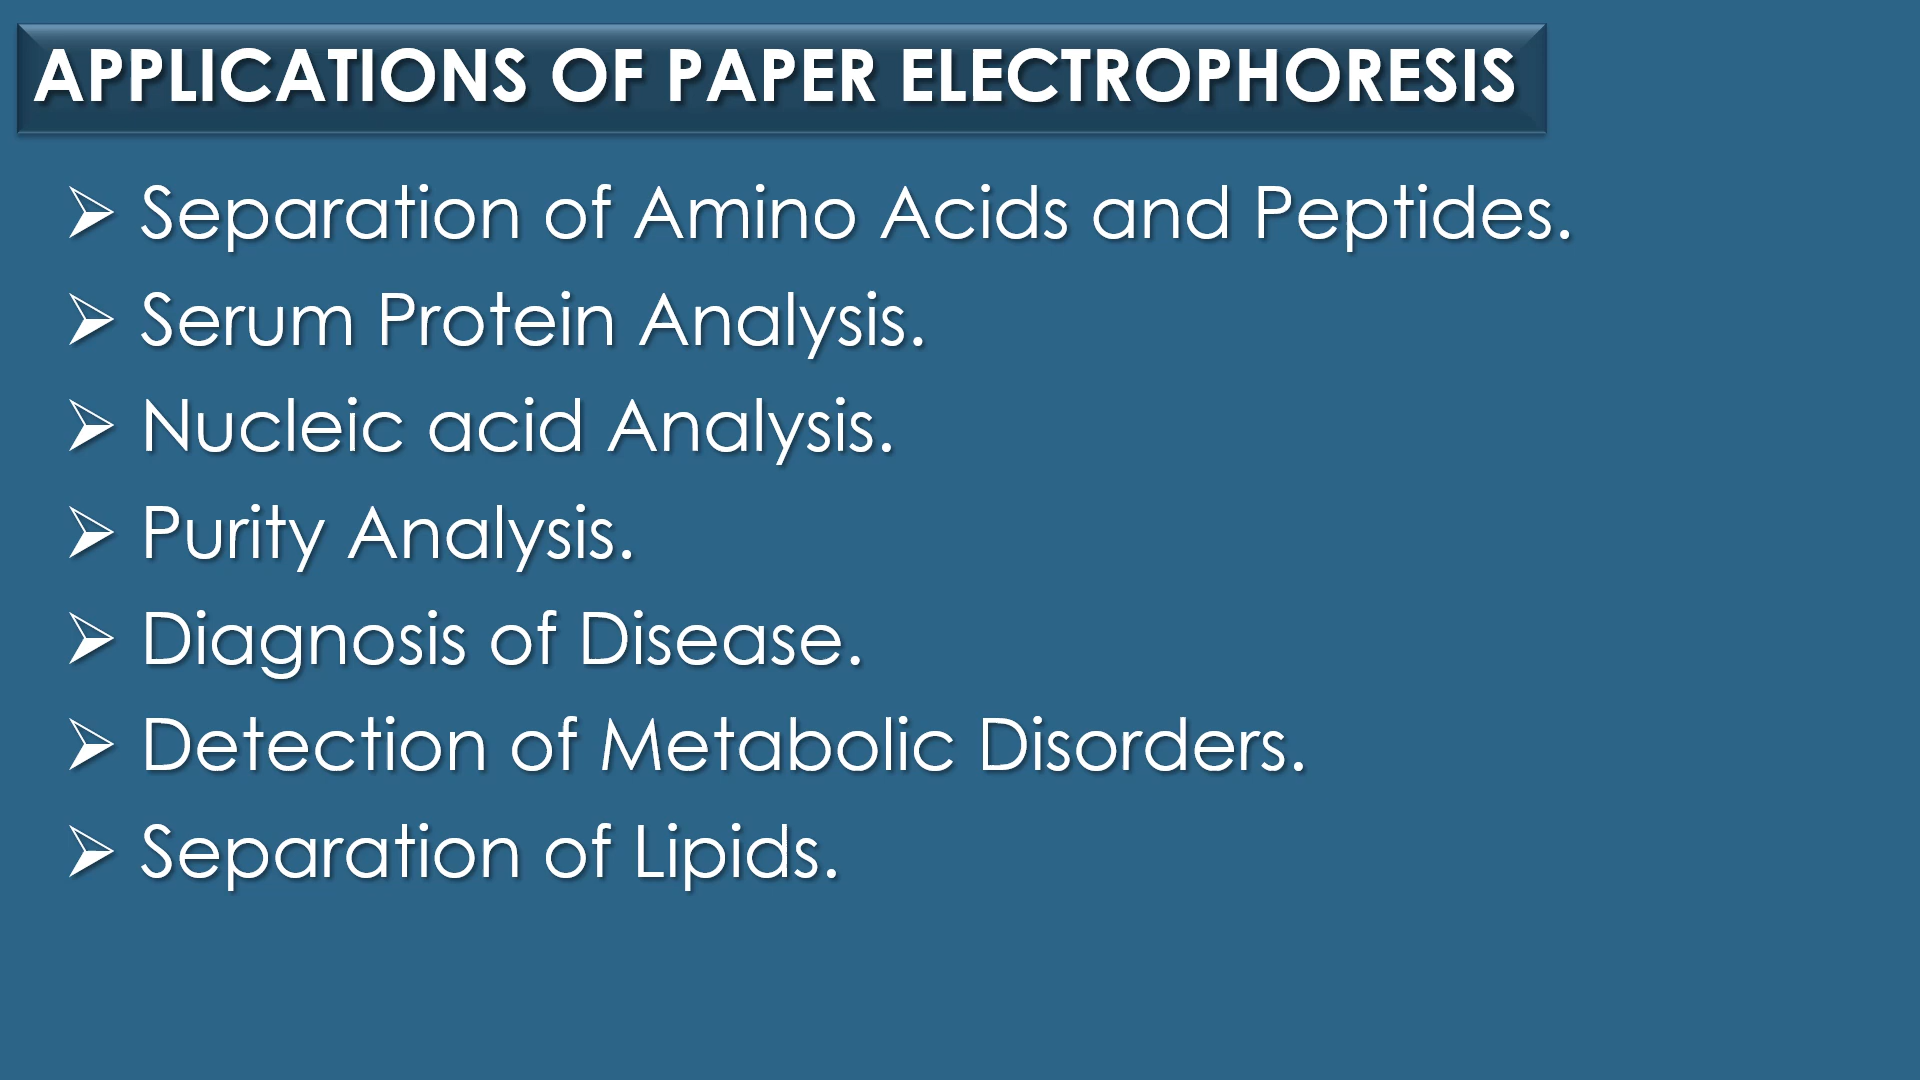 APPLICATIONS OF PAPER ELECTROPHORESIS
➢ Separation of Amino Acids and Peptides.
➢ Serum Protein Analysis.
➢ Nucleic acid Analysis.
➢ Purity Analysis.
➢ Diagnosis of Disease.
➢ Detection of Metabolic Disorders.
➢ Separation of Lipids.